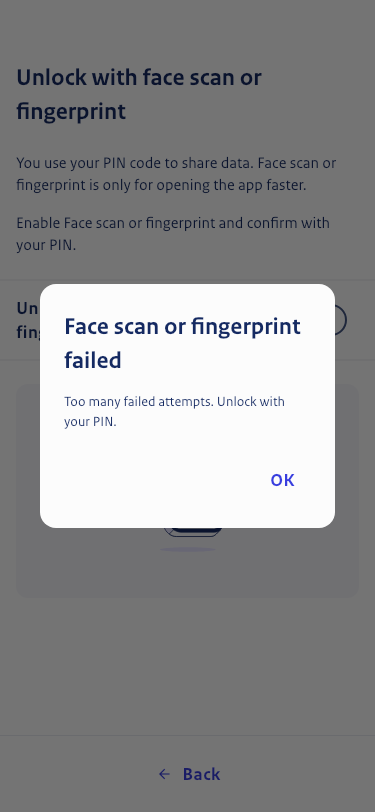 Unlock with face scan or
fingerprint
You use your PIN code to share data. Face scan or
fingerprint is only for opening the app faster.
Enable Face scan or fingerprint and confirm with
your PIN.
Un
fing
Face scan or fingerprint
failed
Too many failed attempts. Unlock with
your PIN.
OK
Back